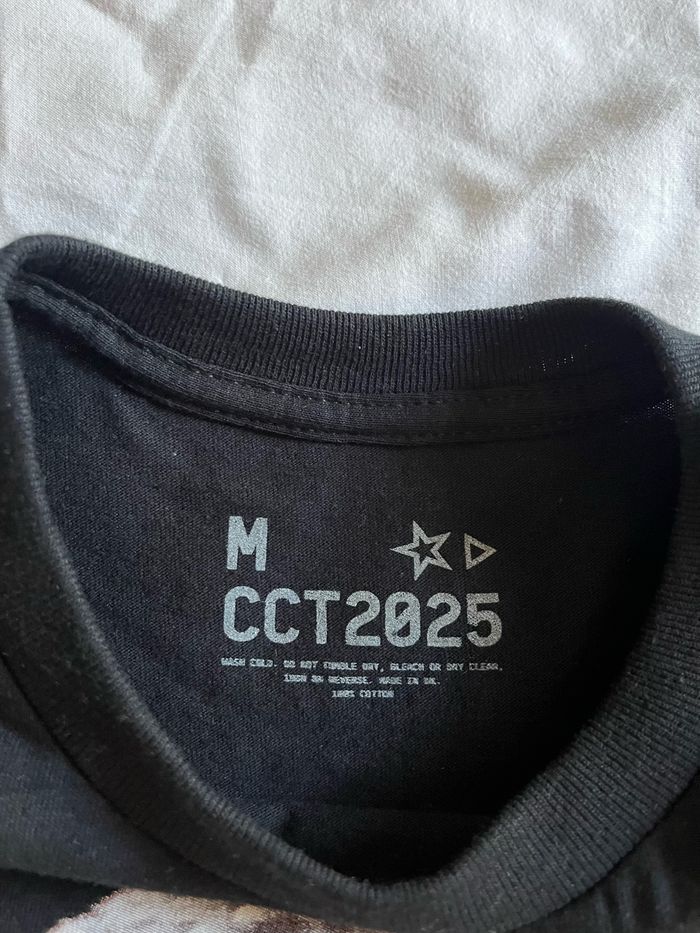 M
CCT2025
WASH COLD. DO NOT TUMBLE DRY, BLEACH OR DRY CLEAN.
IRON ON REVERSE. MADE IN UK.
100% COTTON